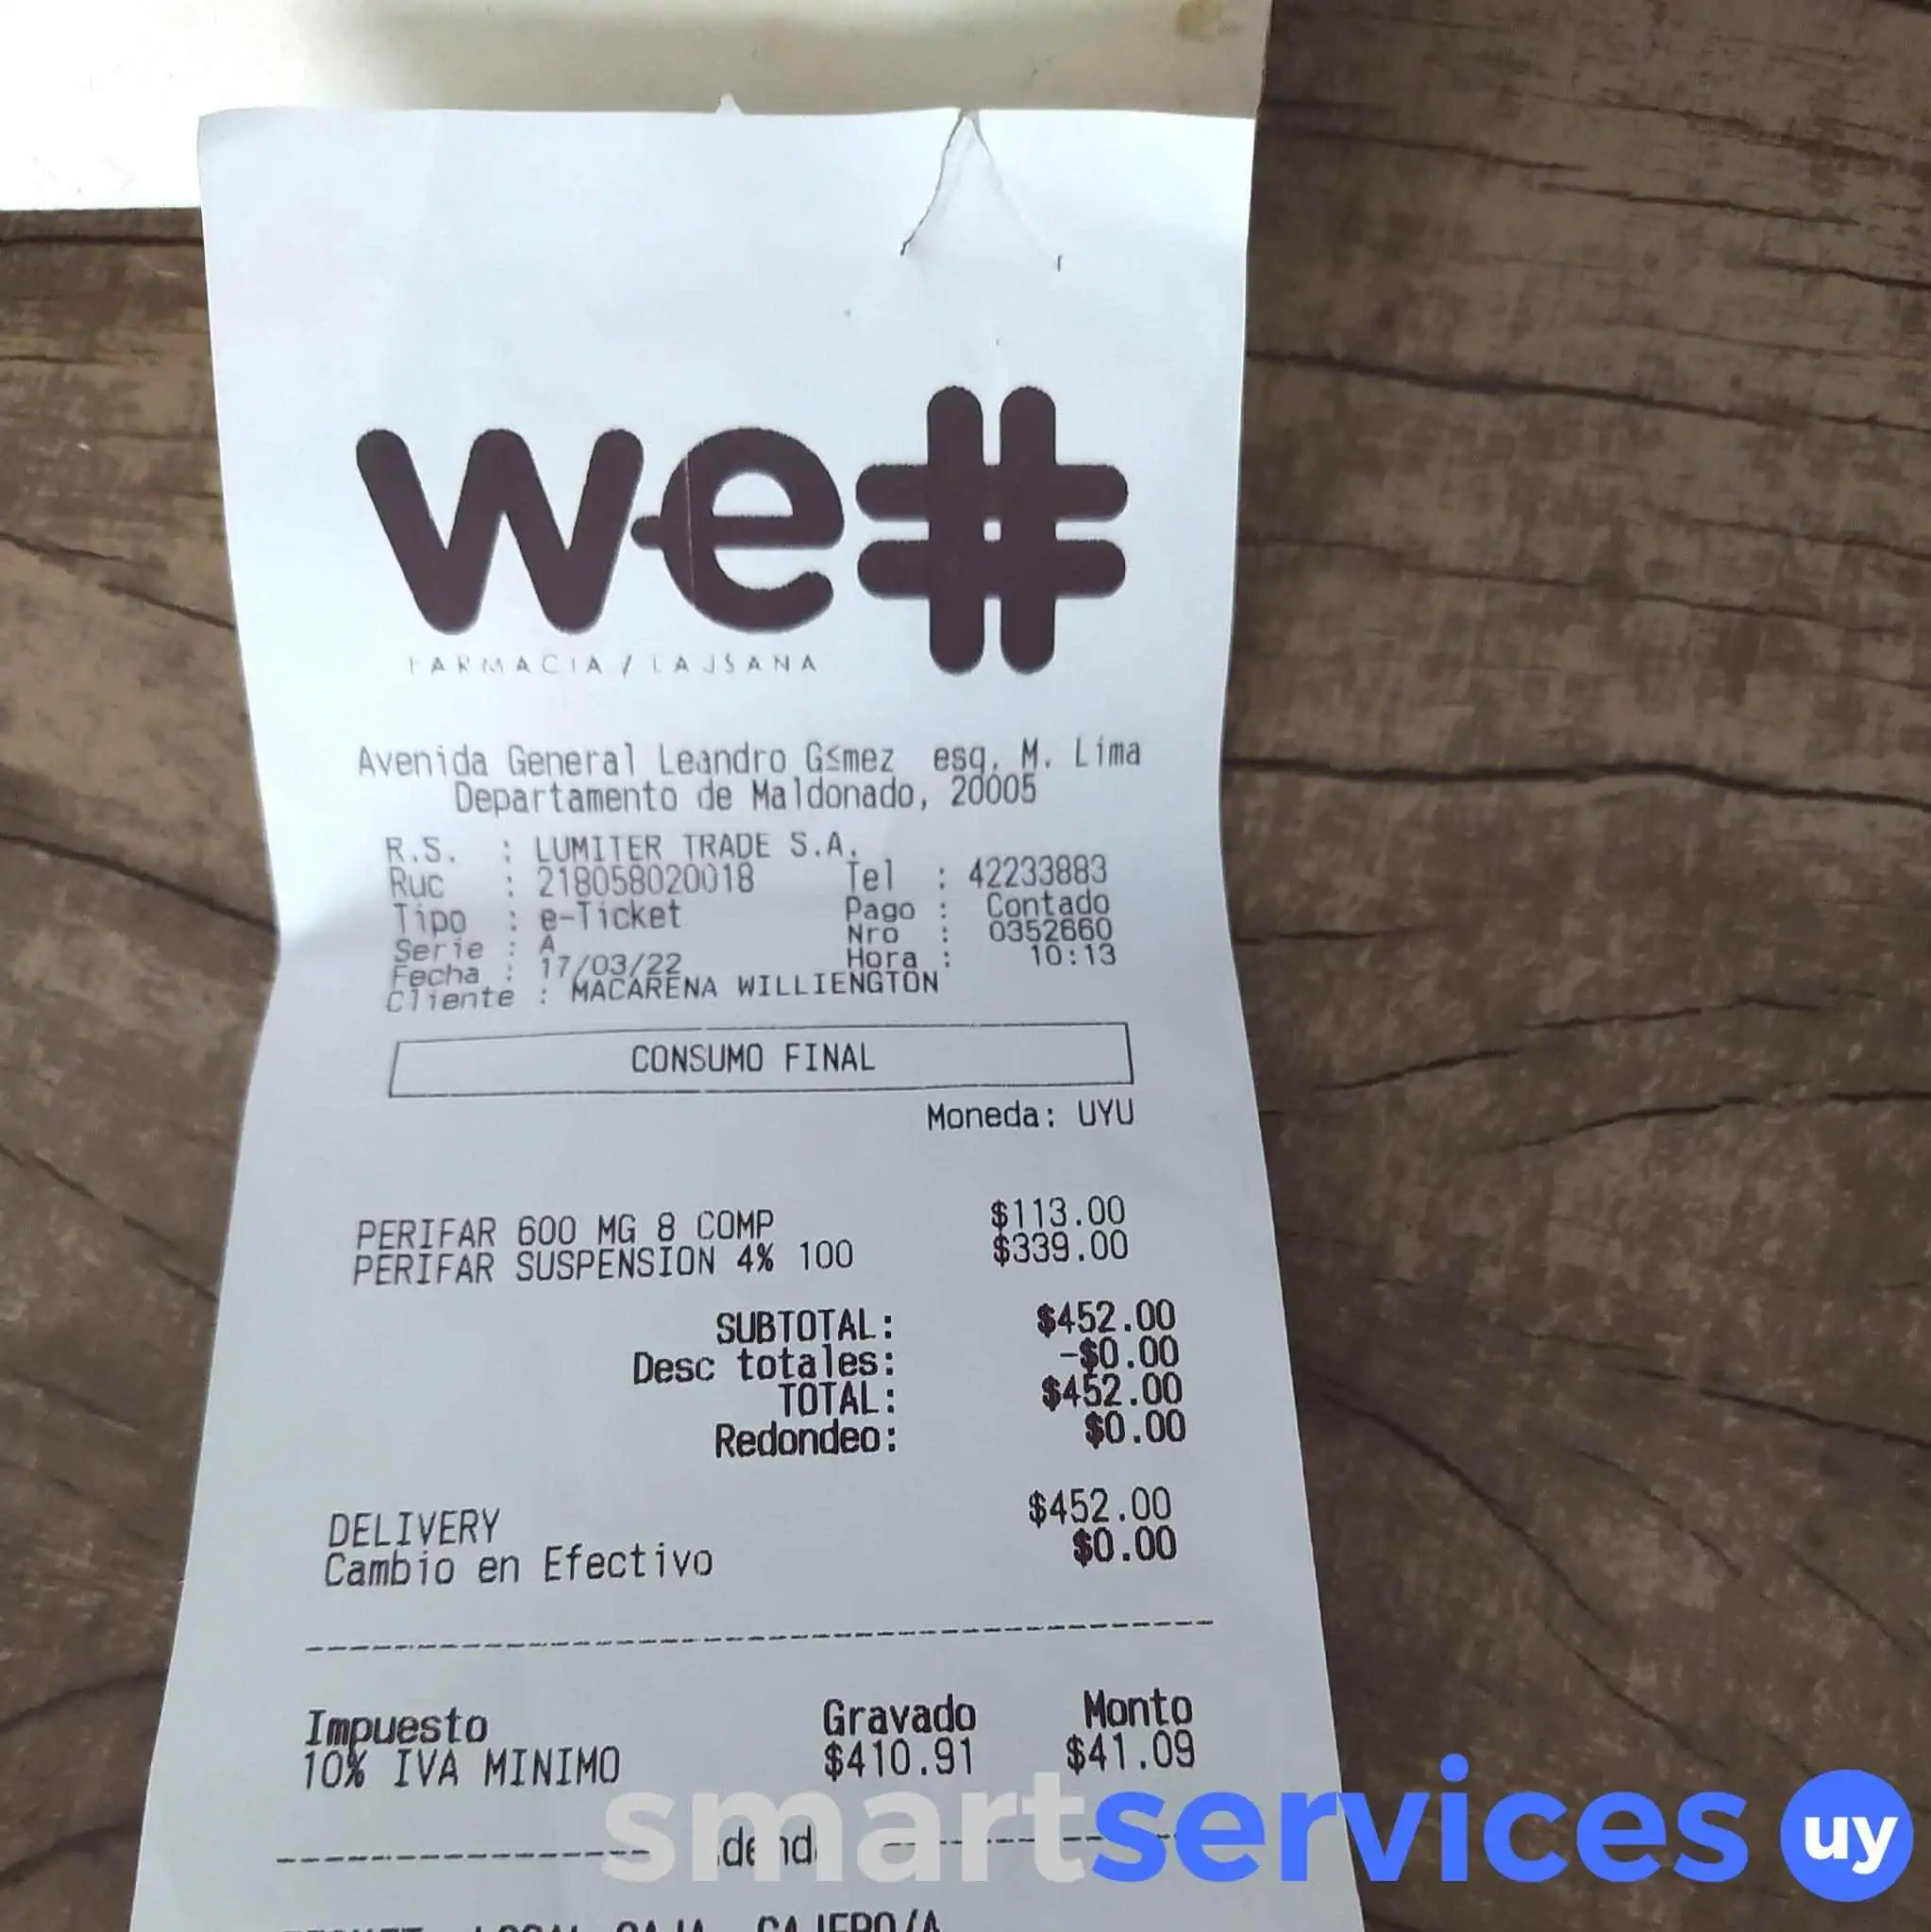 we#
FARMACIA / LAUSANA
Avenida General Leandro G≤mez esq. M. Lima
Departamento de Maldonado, 20005
R.S. : LUMITER TRADE S.A.
Ruc : 218058020018 Tel : 42233883
Tipo : e-Ticket Pago : Contado
Serie : A Nro : 0352660
Fecha : 17/03/22 Hora : 10:13
Cliente : MACARENA WILLIENGTON
CONSUMO FINAL
Moneda: UYU
PERIFAR 600 MG 8 COMP $113.00
PERIFAR SUSPENSION 4% 100 $339.00
SUBTOTAL: $452.00
Desc totales: -$0.00
TOTAL: $452.00
Redondeo: $0.00
DELIVERY $452.00
Cambio en Efectivo $0.00
Impuesto Gravado Monto
10% IVA MINIMO $410.91 $41.09
smartservices uy
LOCAL CAJA CAJERO/A